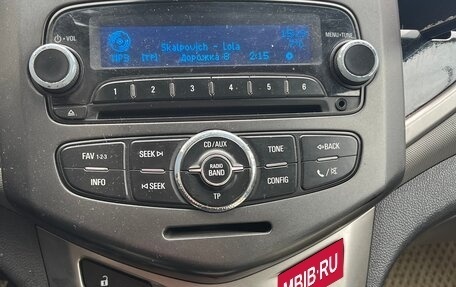 VOL
MENU•TUNE
Skalpovich - Lola
MP3 [TP] Дорожка 8 2:15
1 2 3 4 5 6
FAV 1-2-3
SEEK
CD/AUX
TONE
BACK
RADIO
BAND
INFO
SEEK
CONFIG
TP
MBIB.RU